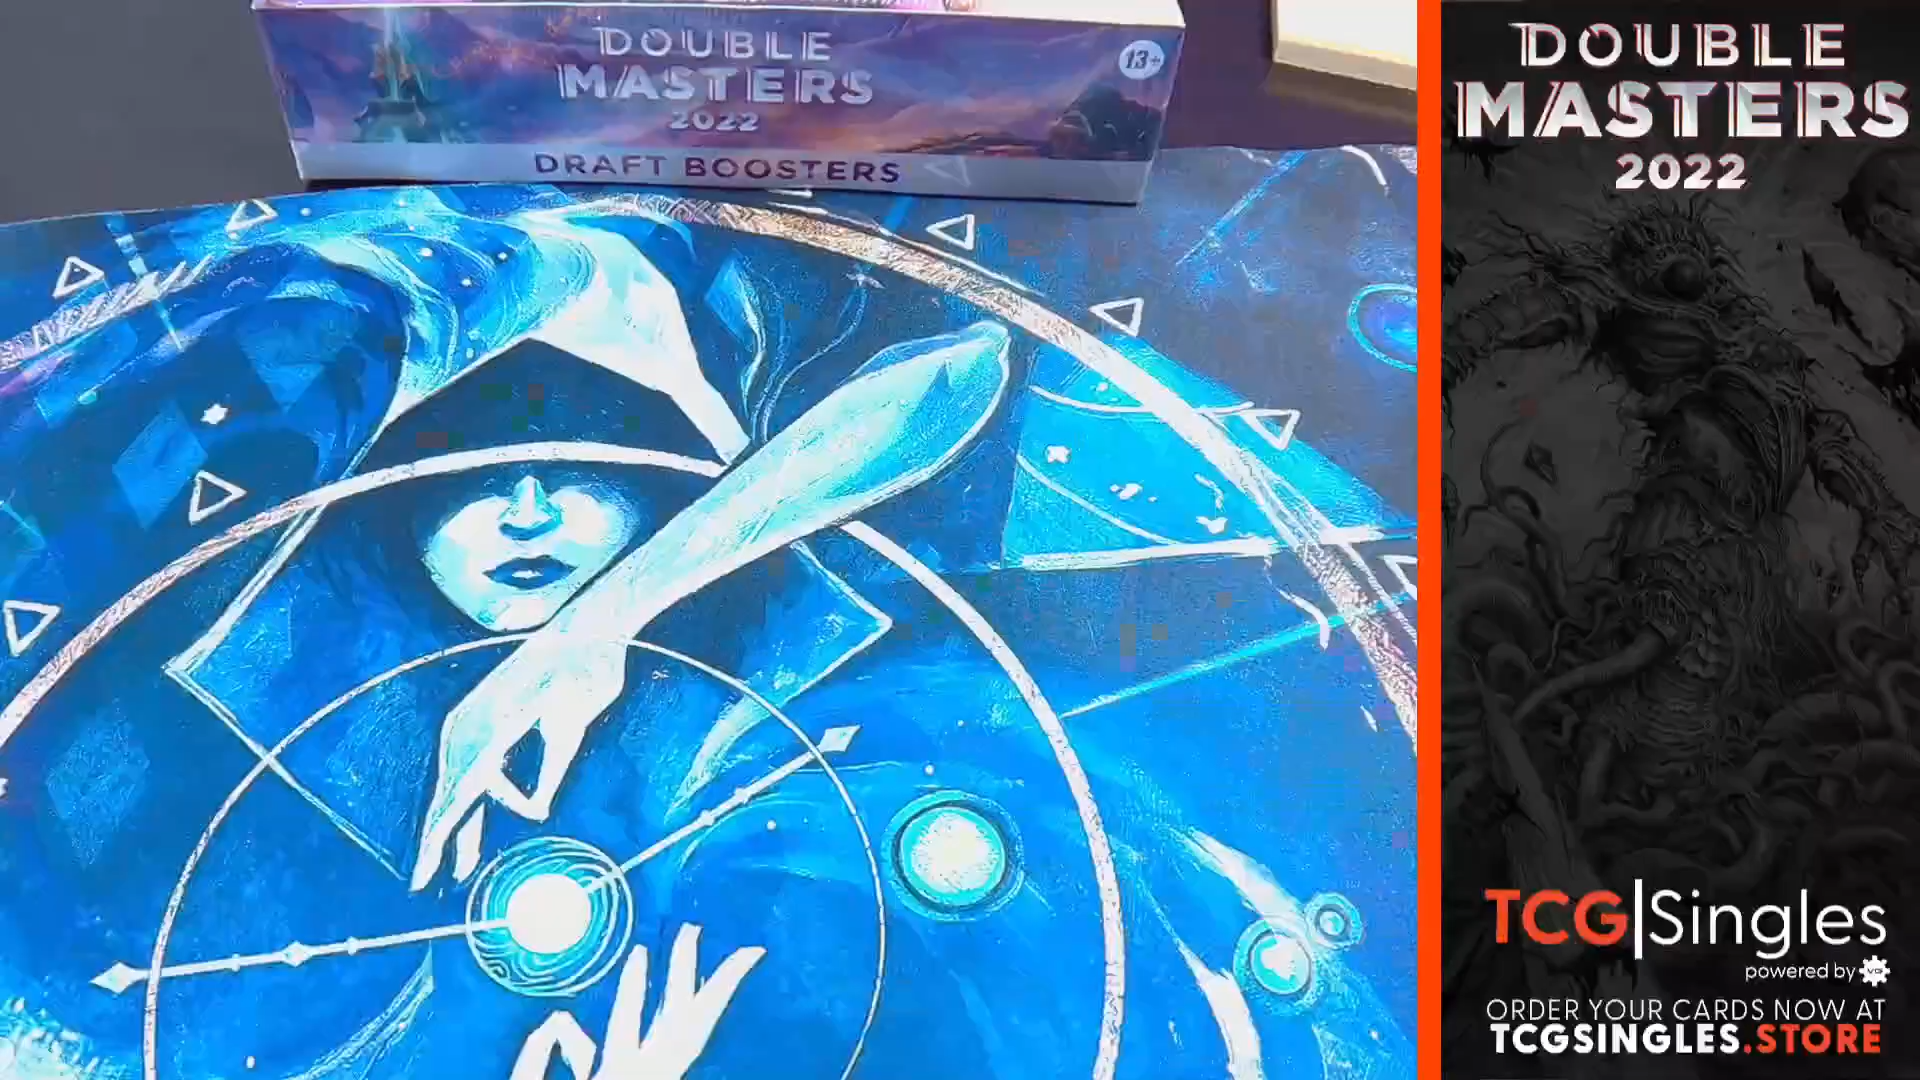 DOUBLE
MASTERS
2022
13+
DRAFT BOOSTERS
DOUBLE
MASTERS
2022
TCG|Singles
powered by
ORDER YOUR CARDS NOW AT
TCGSINGLES.STORE